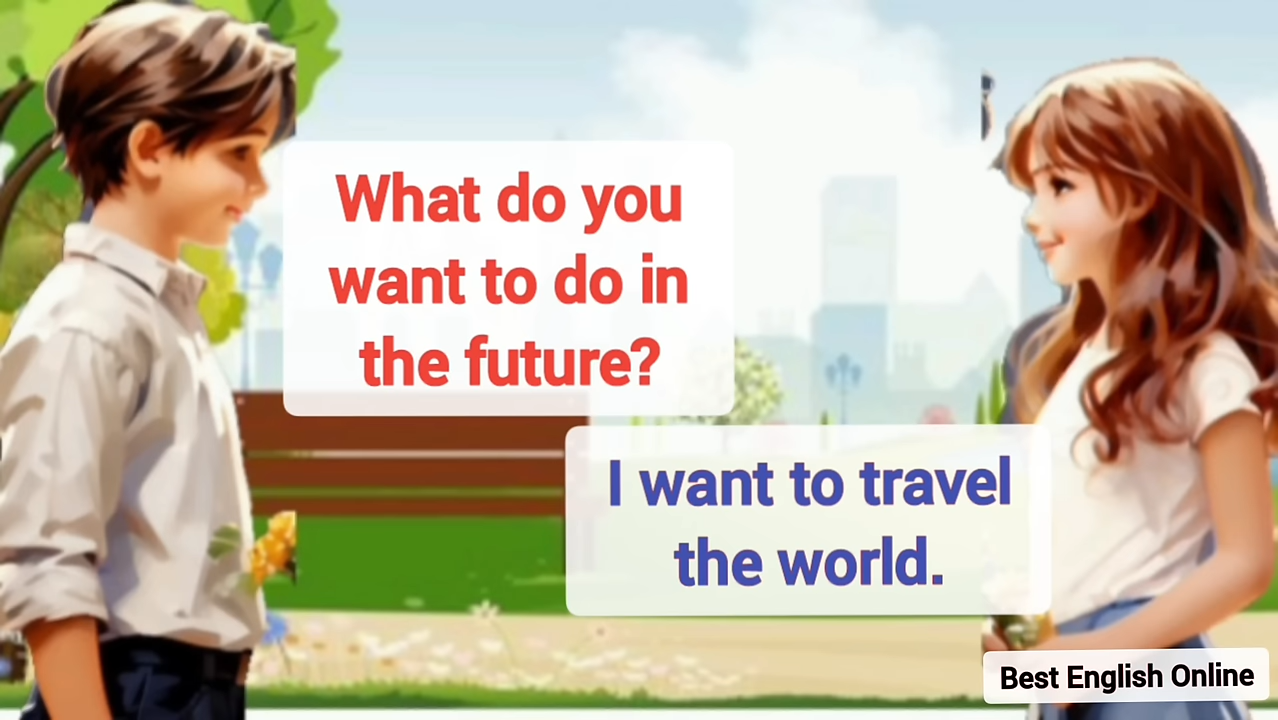 What do you
want to do in
the future?
I want to travel
the world.
Best English Online